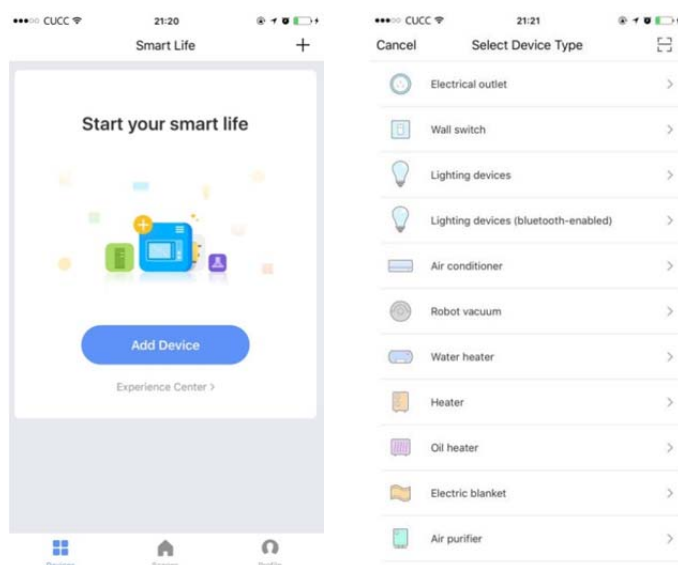 CUCC 21:20
Smart Life +
Start your smart life
Add Device
Experience Center >
Profile
CUCC 21:21
Cancel Select Device Type
Electrical outlet
Wall switch
Lighting devices
Lighting devices (bluetooth-enabled)
Air conditioner
Robot vacuum
Water heater
Heater
Oil heater
Electric blanket
Air purifier